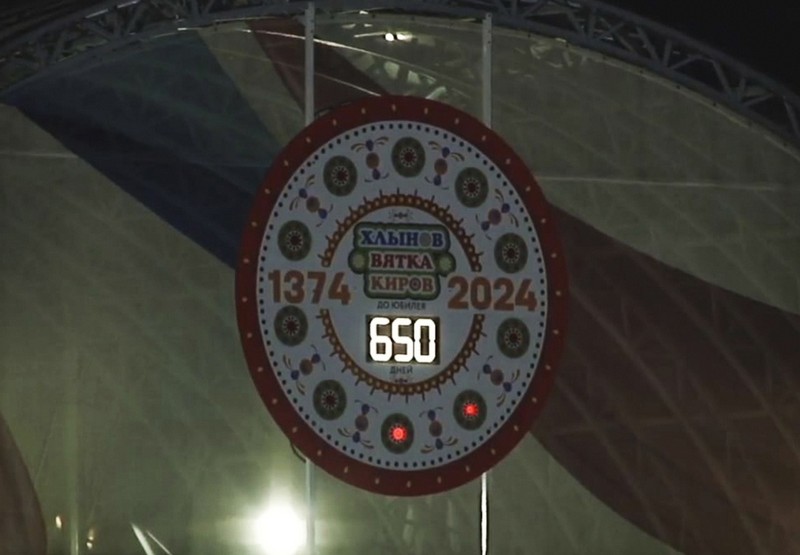 ХЛЫНОВ
ВЯТКА
КИРОВ
1374
2024
ДО ЮБИЛЕЯ
650
ДНЕЙ